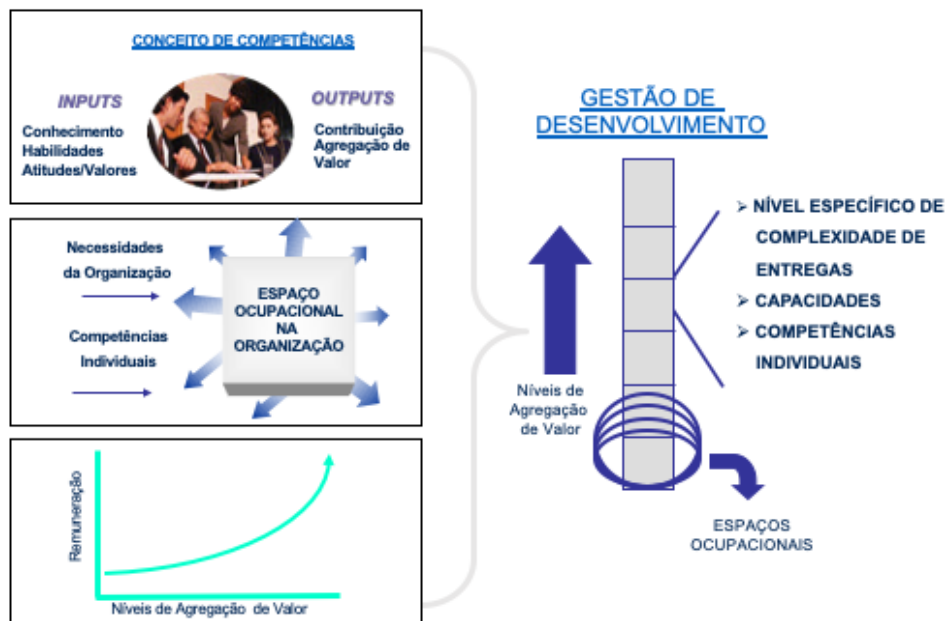 CONCEITO DE COMPETÊNCIAS
INPUTS
Conhecimento
Habilidades
Atitudes/Valores
OUTPUTS
Contribuição
Agregação de
Valor
Necessidades
da Organização
Competências
Individuais
ESPAÇO
OCUPACIONAL
NA
ORGANIZAÇÃO
Remuneração
Níveis de Agregação de Valor
GESTÃO DE
DESENVOLVIMENTO
Níveis de
Agregação
de Valor
➢ NÍVEL ESPECÍFICO DE
COMPLEXIDADE DE
ENTREGAS
➢ CAPACIDADES
➢ COMPETÊNCIAS
INDIVIDUAIS
ESPAÇOS
OCUPACIONAIS